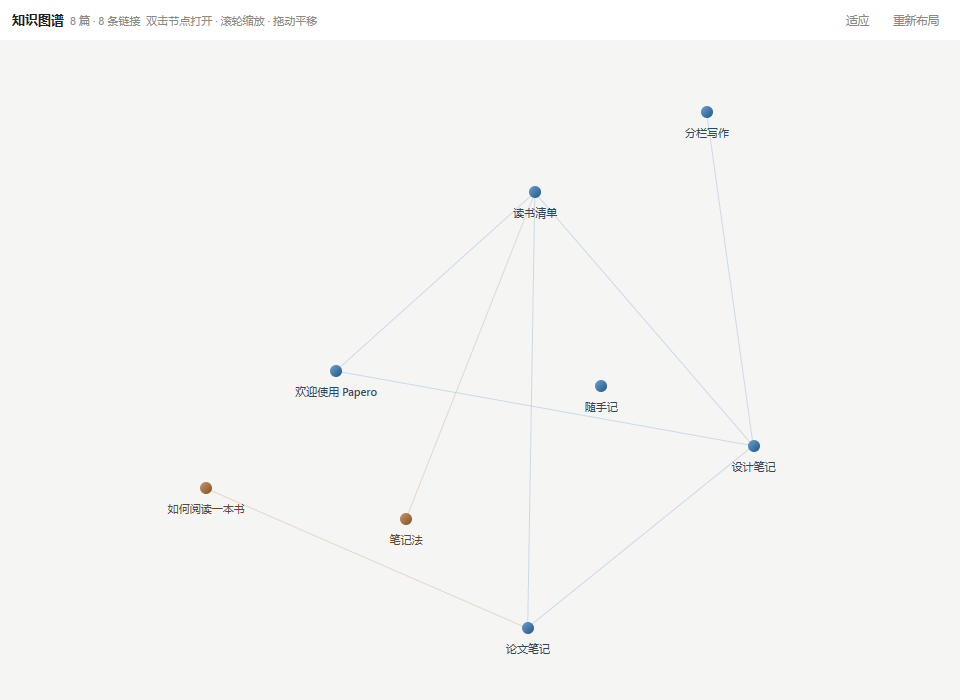 知识图谱 8 篇 · 8 条链接 双击节点打开 · 滚轮缩放 · 拖动平移 适应 重新布局
分栏写作
读书清单
欢迎使用 Papero
随手记
设计笔记
如何阅读一本书
笔记法
论文笔记